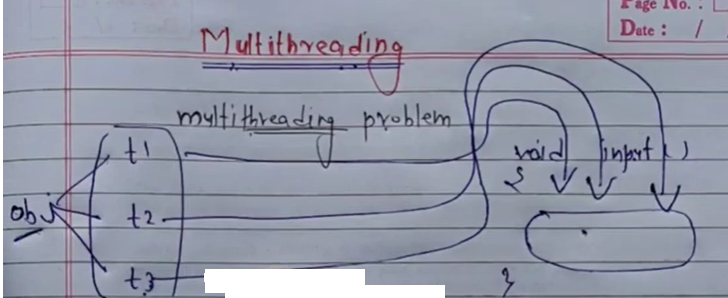 Page No. :
Date : / /
Multithreading
multithreading problem
t1
void input ()
{
obj
t2
t3
}